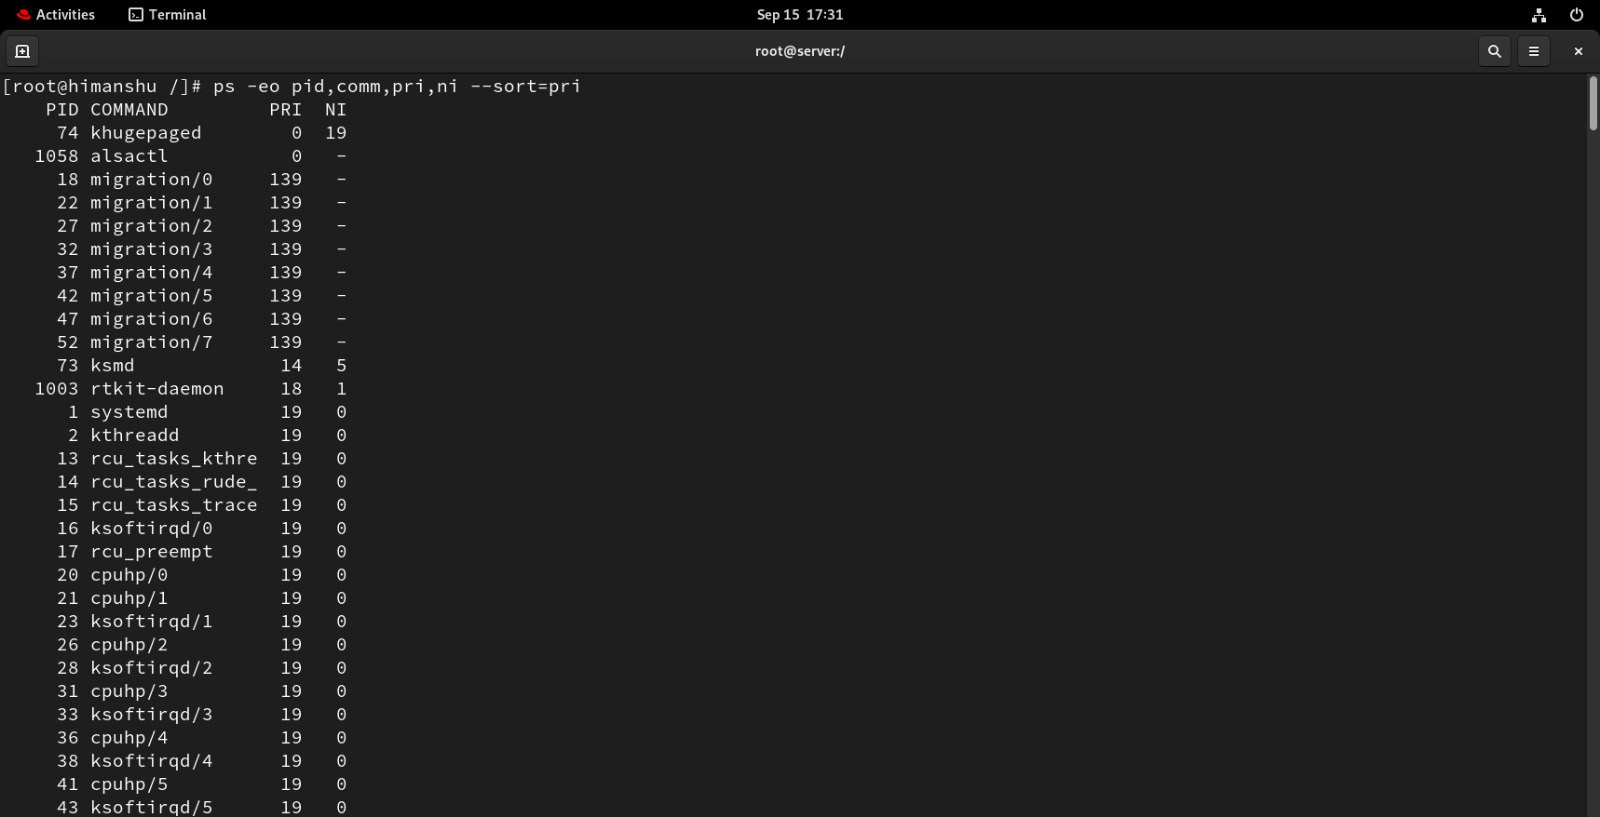 Activities Terminal Sep 15 17:31
root@server:/
[root@himanshu /]# ps -eo pid,comm,pri,ni --sort=pri
PID COMMAND PRI NI
74 khugepaged 0 19
1058 alsactl 0 -
18 migration/0 139 -
22 migration/1 139 -
27 migration/2 139 -
32 migration/3 139 -
37 migration/4 139 -
42 migration/5 139 -
47 migration/6 139 -
52 migration/7 139 -
73 ksmd 14 5
1003 rtkit-daemon 18 1
1 systemd 19 0
2 kthreadd 19 0
13 rcu_tasks_kthre 19 0
14 rcu_tasks_rude_ 19 0
15 rcu_tasks_trace 19 0
16 ksoftirqd/0 19 0
17 rcu_preempt 19 0
20 cpuhp/0 19 0
21 cpuhp/1 19 0
23 ksoftirqd/1 19 0
26 cpuhp/2 19 0
28 ksoftirqd/2 19 0
31 cpuhp/3 19 0
33 ksoftirqd/3 19 0
36 cpuhp/4 19 0
38 ksoftirqd/4 19 0
41 cpuhp/5 19 0
43 ksoftirqd/5 19 0